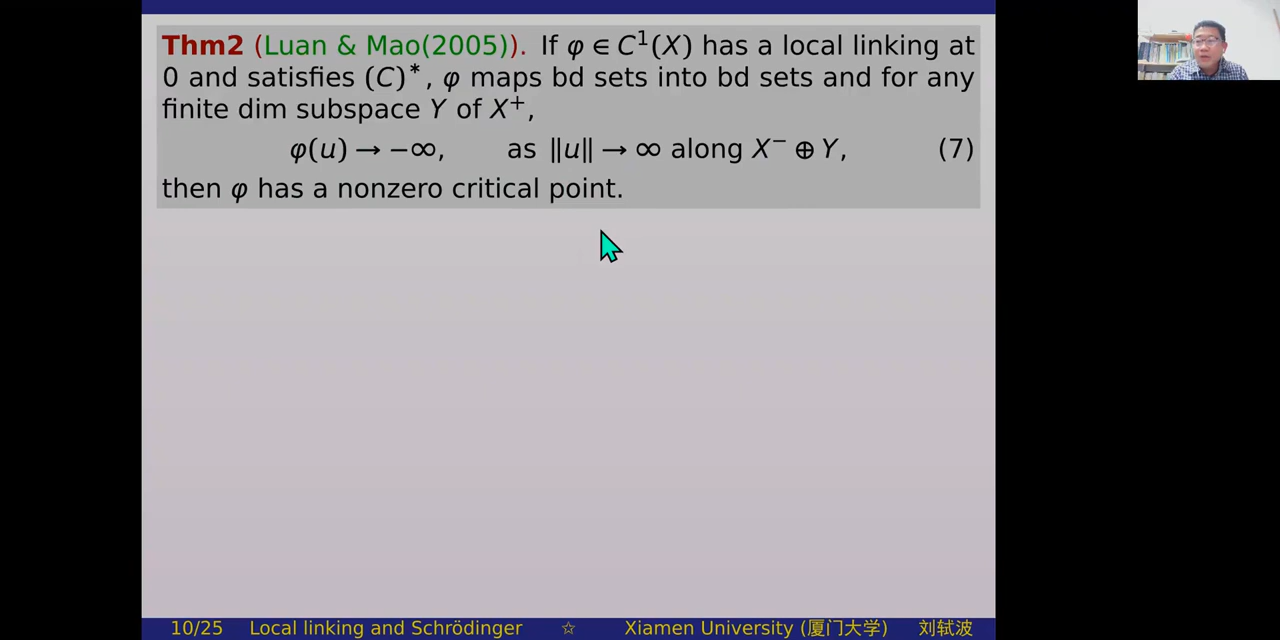 Thm2 (Luan & Mao(2005)). If φ ∈ C¹(X) has a local linking at
0 and satisfies (C)*, φ maps bd sets into bd sets and for any
finite dim subspace Y of X⁺,
φ(u) → −∞, as ‖u‖ → ∞ along X⁻ ⊕ Y, (7)
then φ has a nonzero critical point.
10/25 Local linking and Schrödinger ☆ Xiamen University (厦门大学) 刘轼波